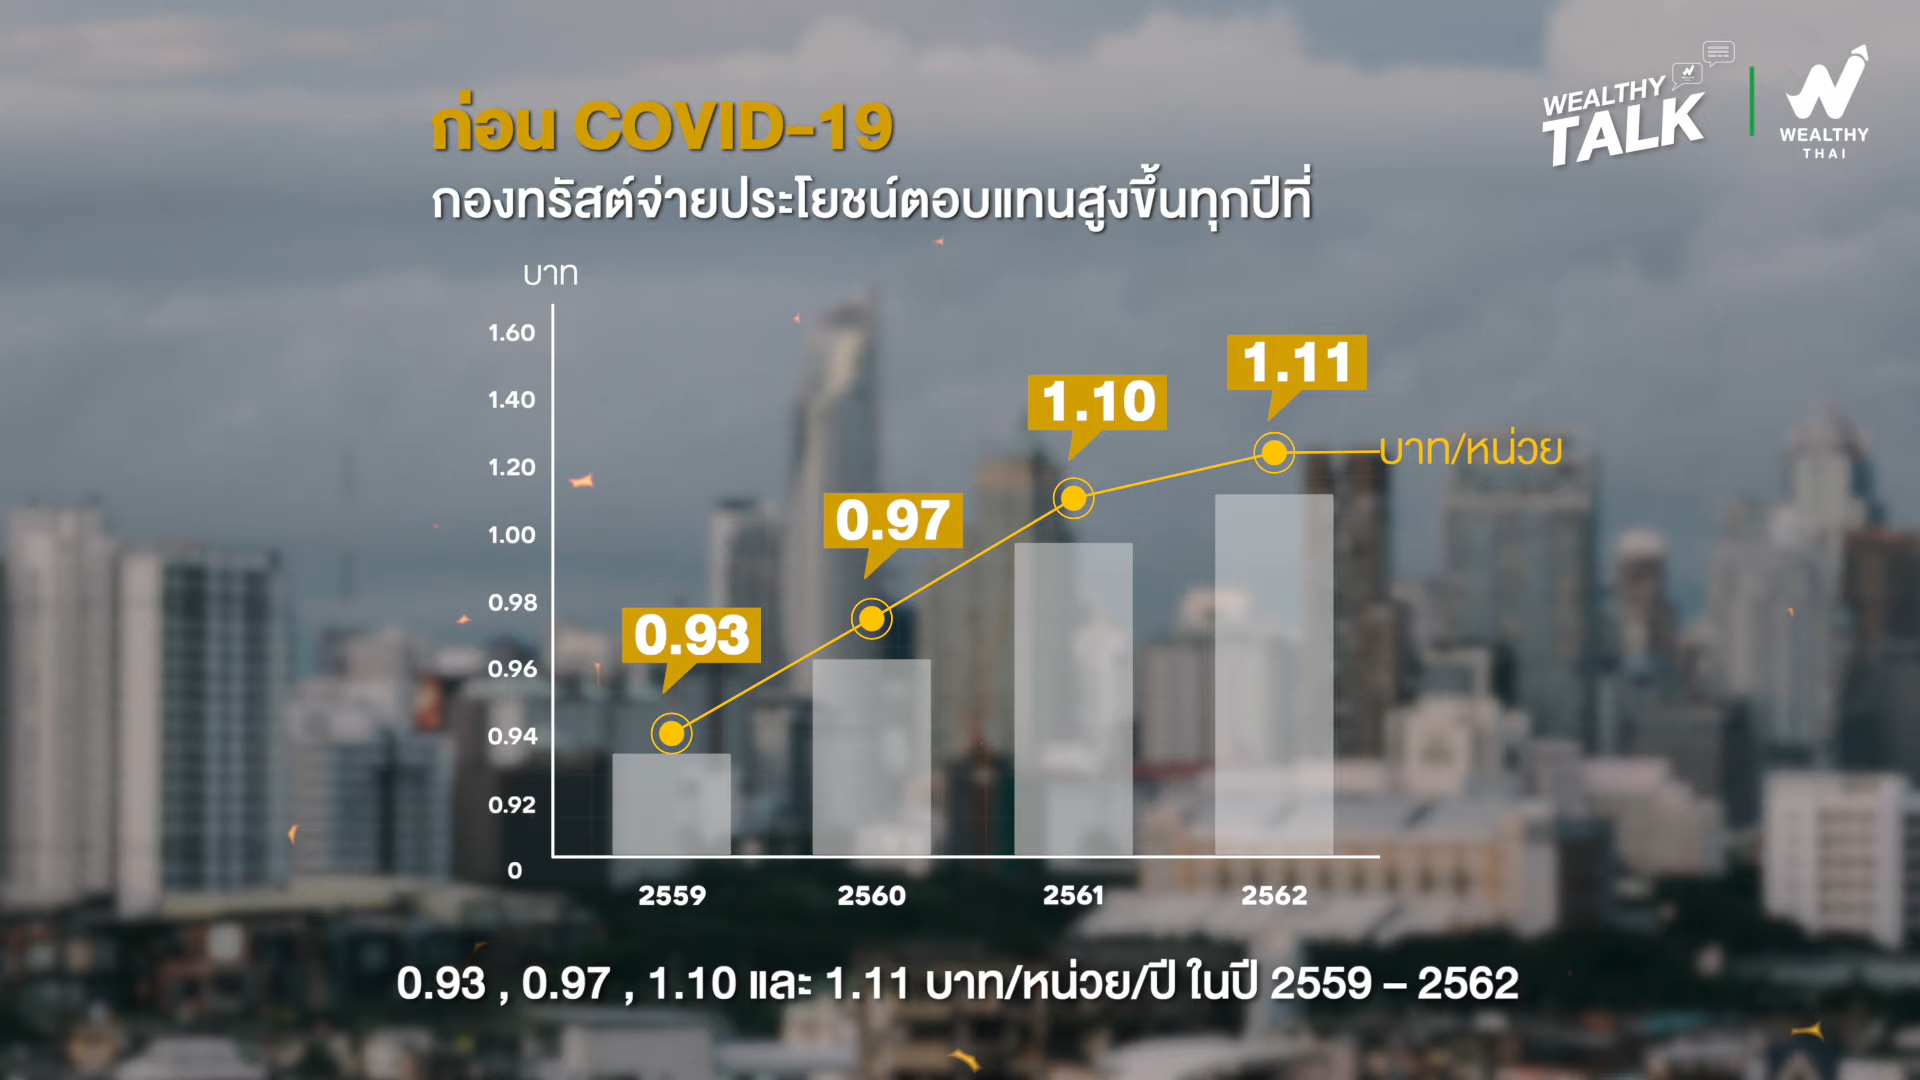 ก่อน COVID-19
กองทรัสต์จ่ายประโยชน์ตอบแทนสูงขึ้นทุกปีที่
WEALTHY
TALK
WEALTHY
THAI
บาท
1.60
1.40
1.20
1.00
0.98
0.96
0.94
0.92
0
0.93
0.97
1.10
1.11
บาท/หน่วย
2559
2560
2561
2562
0.93 , 0.97 , 1.10 และ 1.11 บาท/หน่วย/ปี ในปี 2559 – 2562